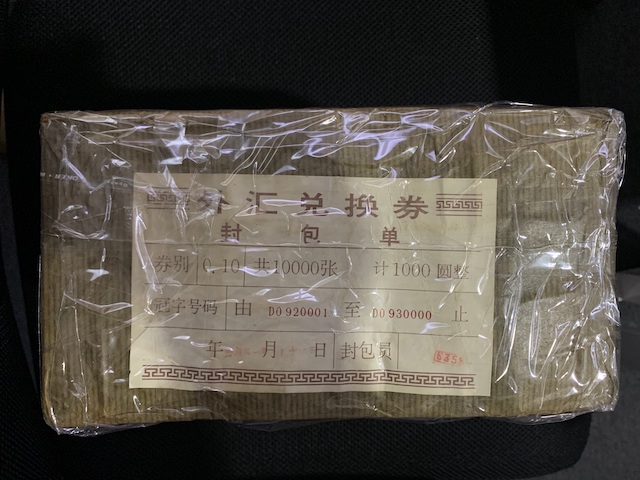 外汇兑换券
封包单
券别 0.10 共10000张 计1000圆整
冠字号码 由 D0920001 至 D0930000 止
年 月 日 封包员